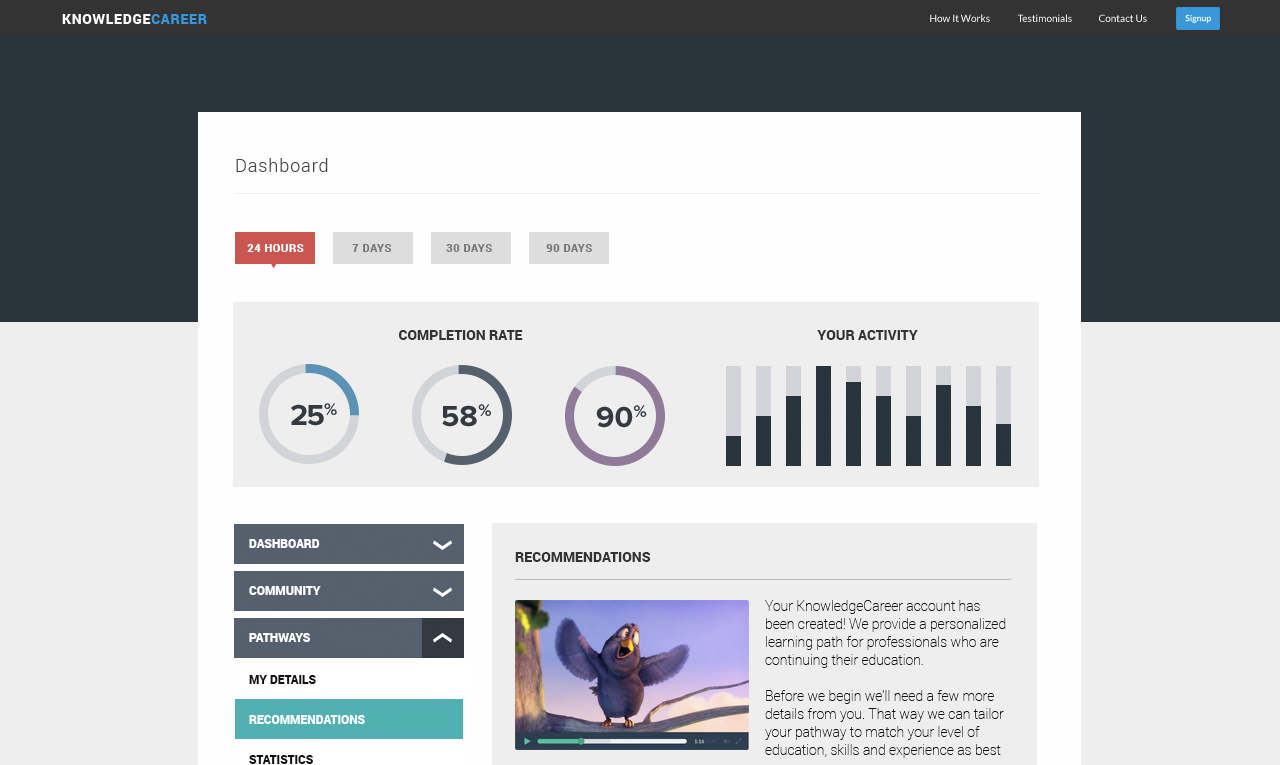 KNOWLEDGECAREER
How It Works
Testimonials
Contact Us
Signup
Dashboard
24 HOURS
7 DAYS
30 DAYS
90 DAYS
COMPLETION RATE
YOUR ACTIVITY
25%
58%
90%
DASHBOARD
COMMUNITY
PATHWAYS
MY DETAILS
RECOMMENDATIONS
STATISTICS
RECOMMENDATIONS
1:16
Your KnowledgeCareer account has
been created! We provide a personalized
learning path for professionals who are
continuing their education.
Before we begin we'll need a few more
details from you. That way we can tailor
your pathway to match your level of
education, skills and experience as best